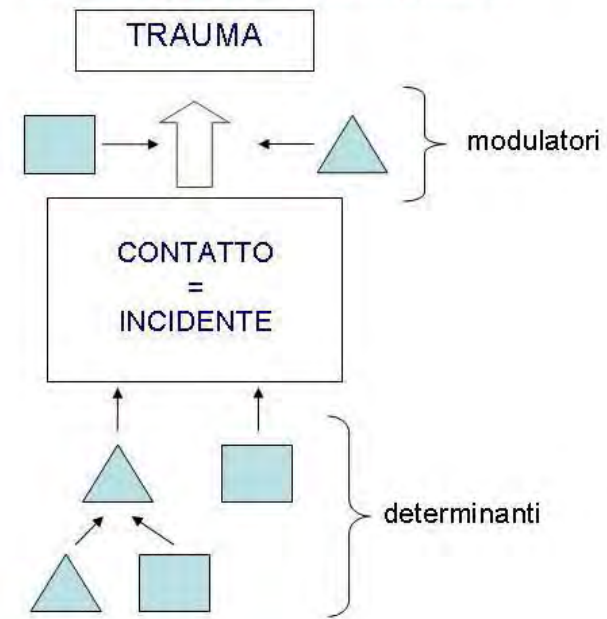 TRAUMA
modulatori
CONTATTO
=
INCIDENTE
determinanti